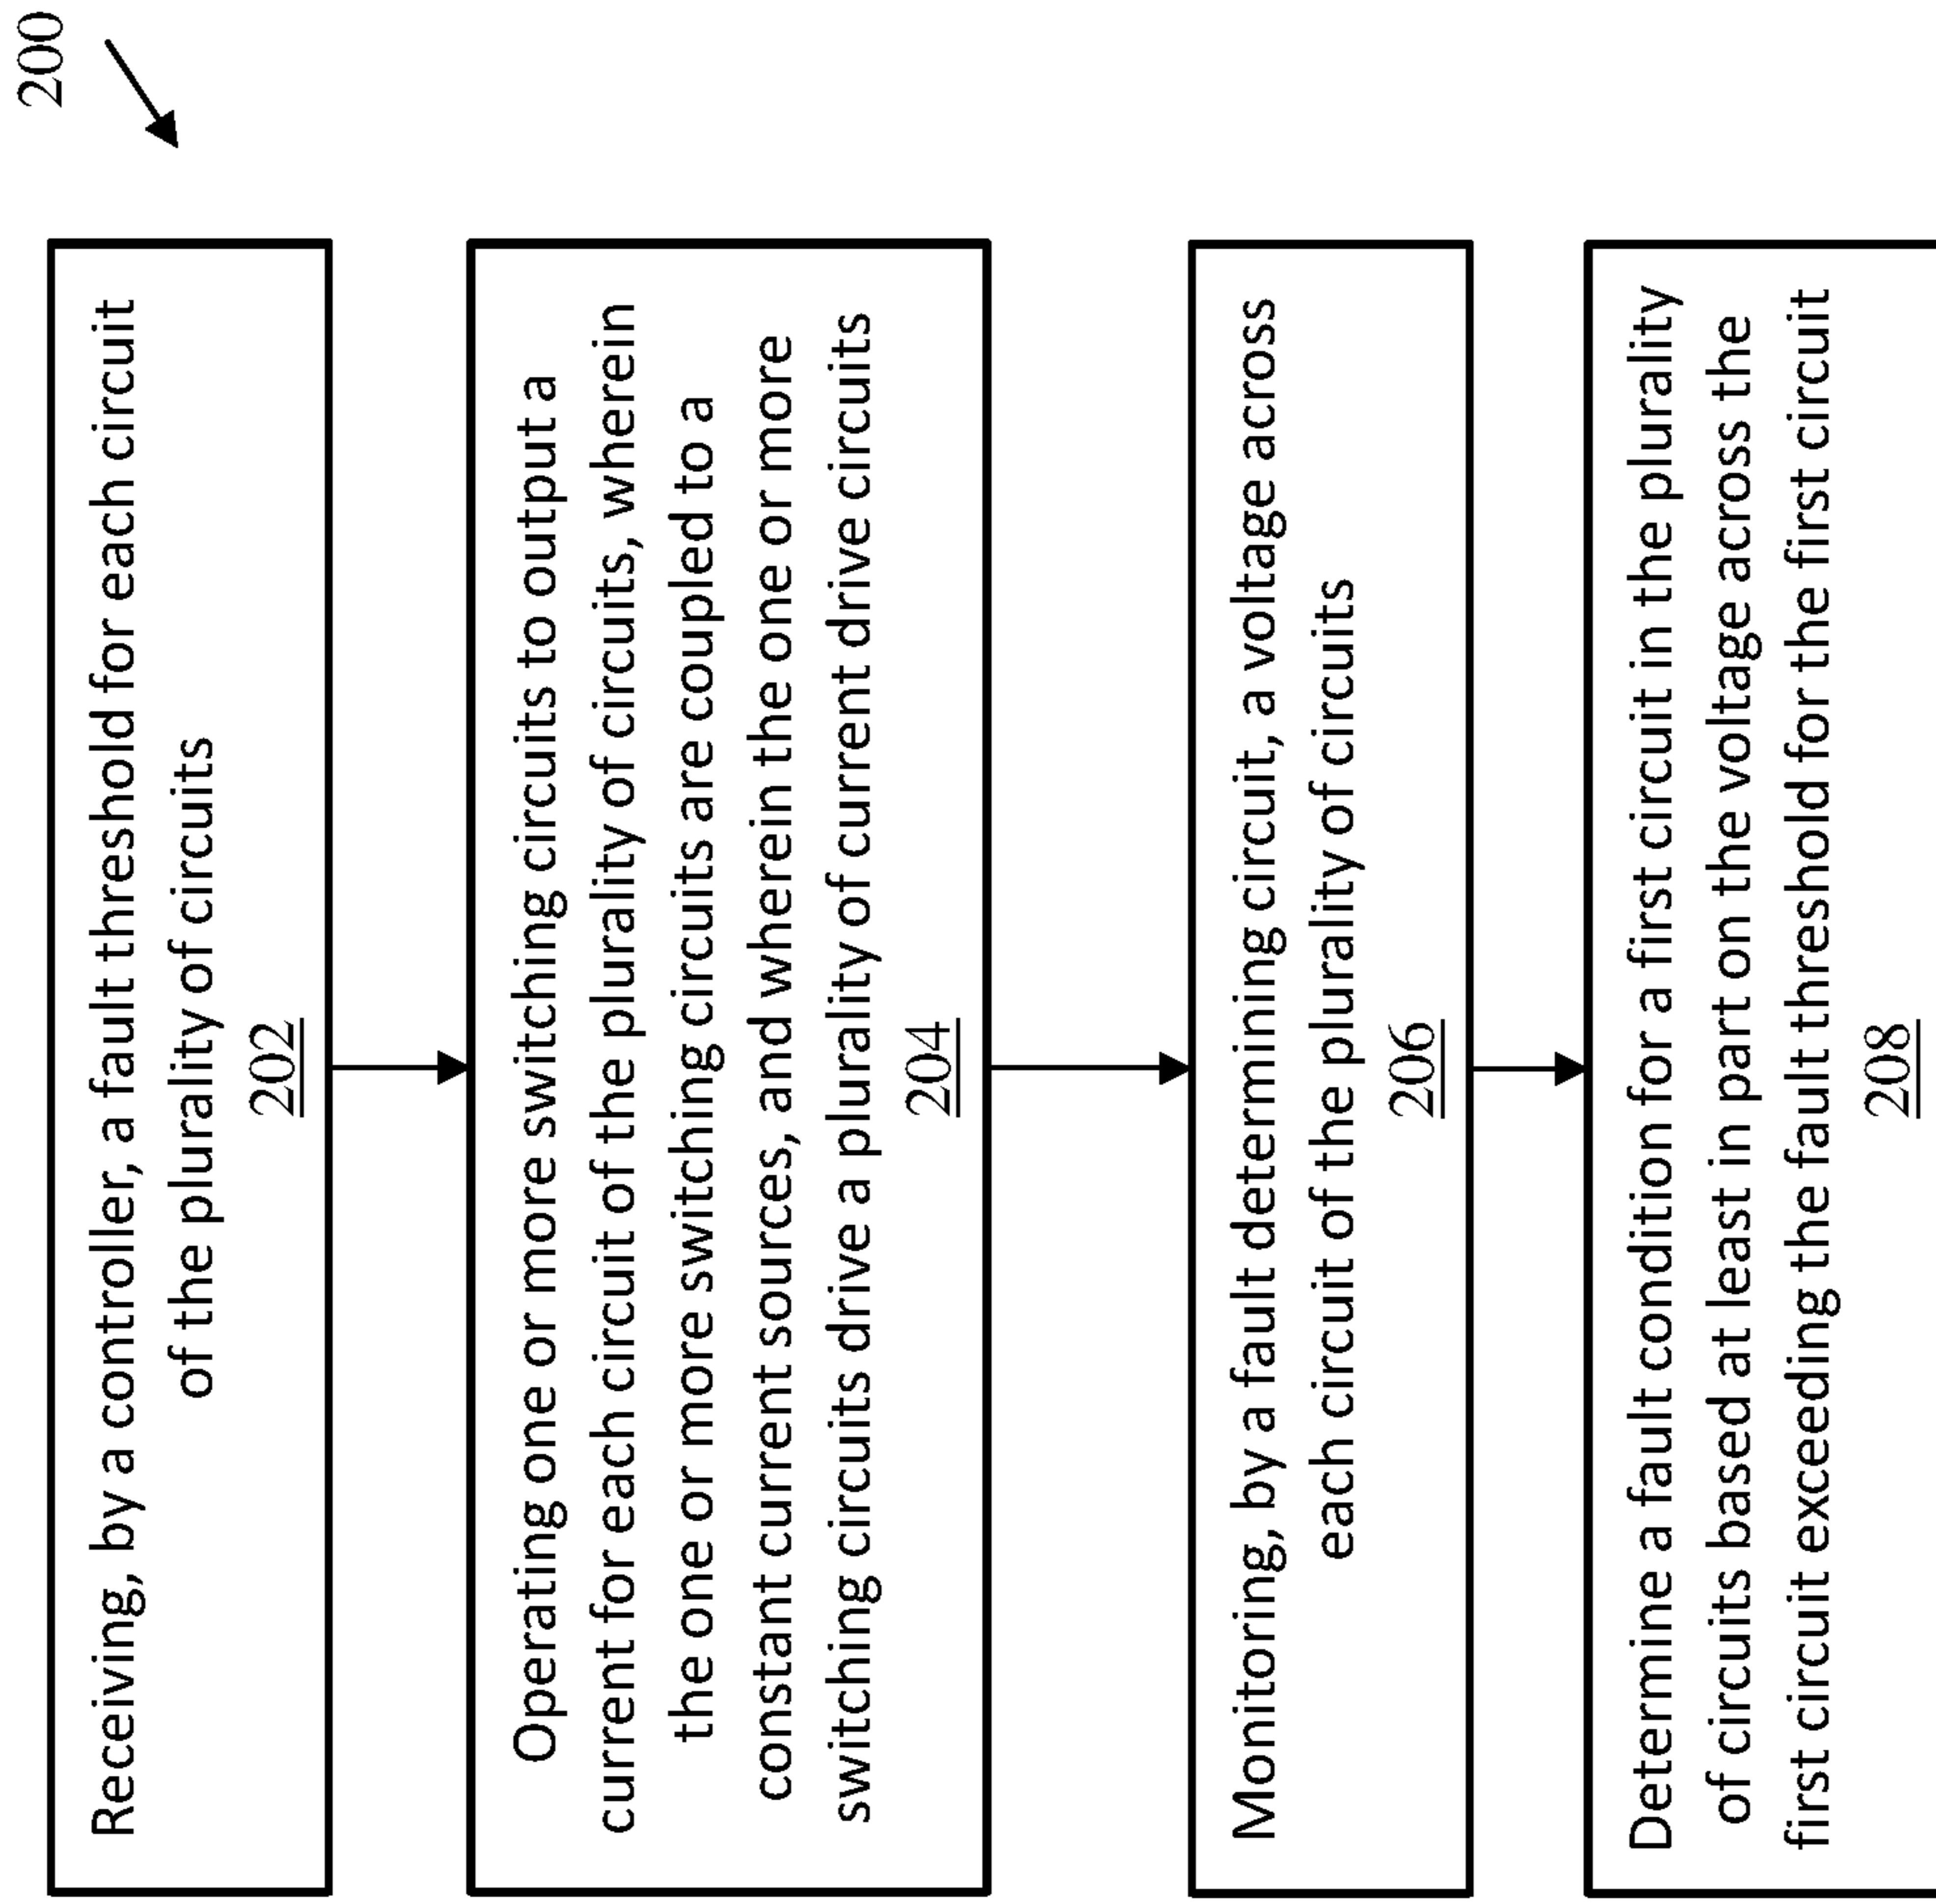 200
Receiving, by a controller, a fault threshold for each circuit
of the plurality of circuits
202
Operating one or more switching circuits to output a
current for each circuit of the plurality of circuits, wherein
the one or more switching circuits are coupled to a
constant current sources, and wherein the one or more
switching circuits drive a plurality of current drive circuits
204
Monitoring, by a fault determining circuit, a voltage across
each circuit of the plurality of circuits
206
Determine a fault condition for a first circuit in the plurality
of circuits based at least in part on the voltage across the
first circuit exceeding the fault threshold for the first circuit
208